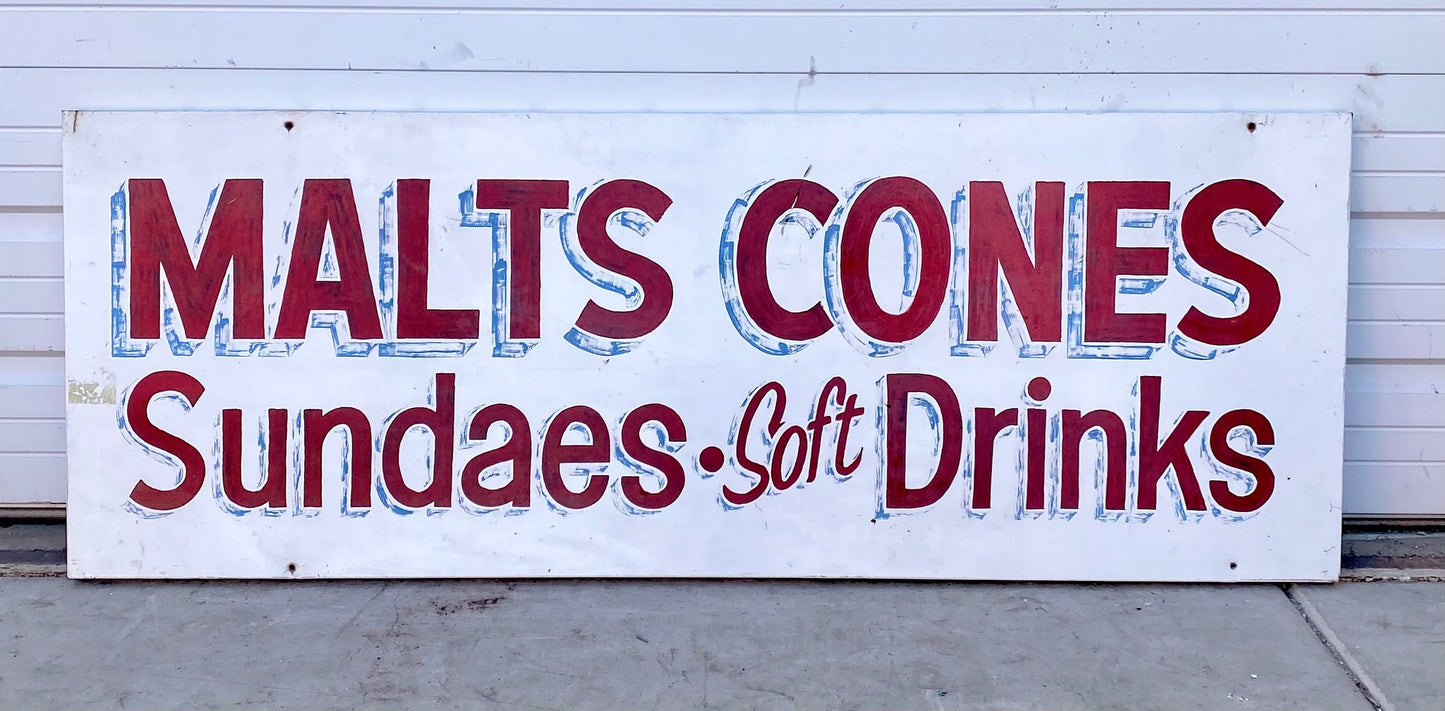 MALTS CONES
Sundaes • Soft Drinks